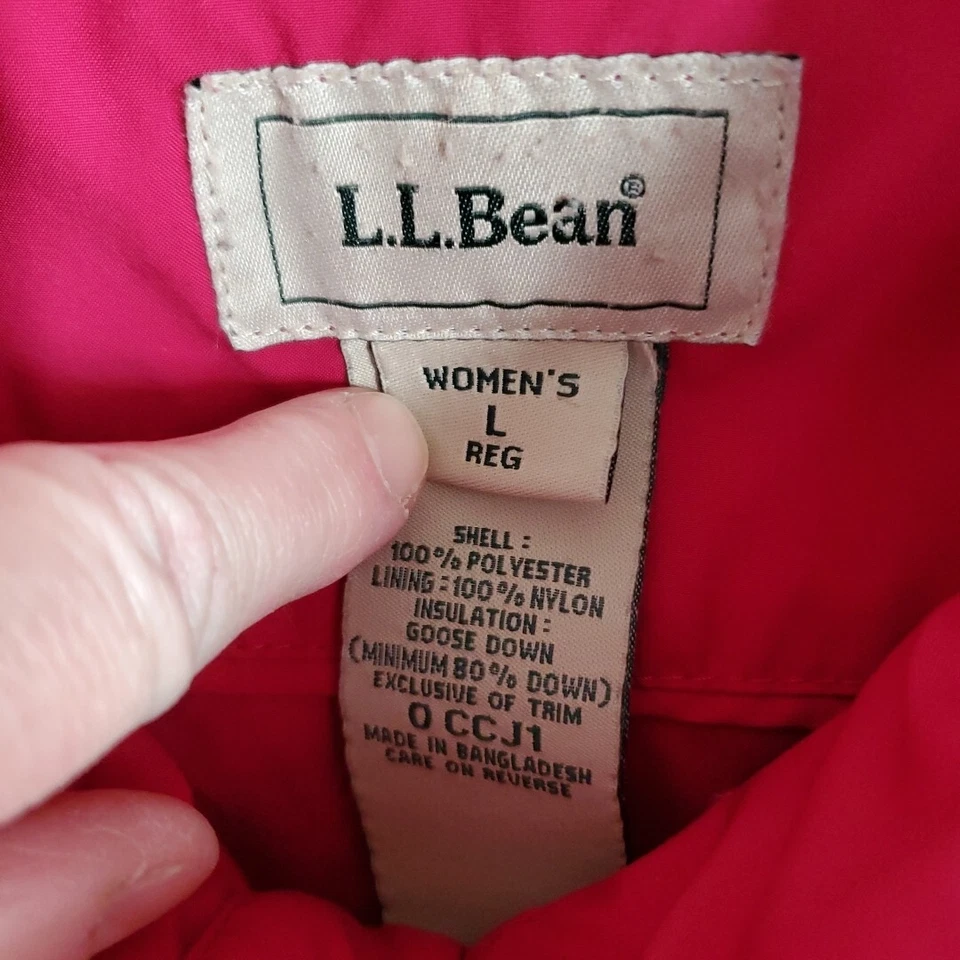 L.L.Bean®
WOMEN'S
L
REG
SHELL:
100% POLYESTER
LINING:100% NYLON
INSULATION:
GOOSE DOWN
(MINIMUM 80% DOWN)
EXCLUSIVE OF TRIM
0 CCJ1
MADE IN BANGLADESH
CARE ON REVERSE